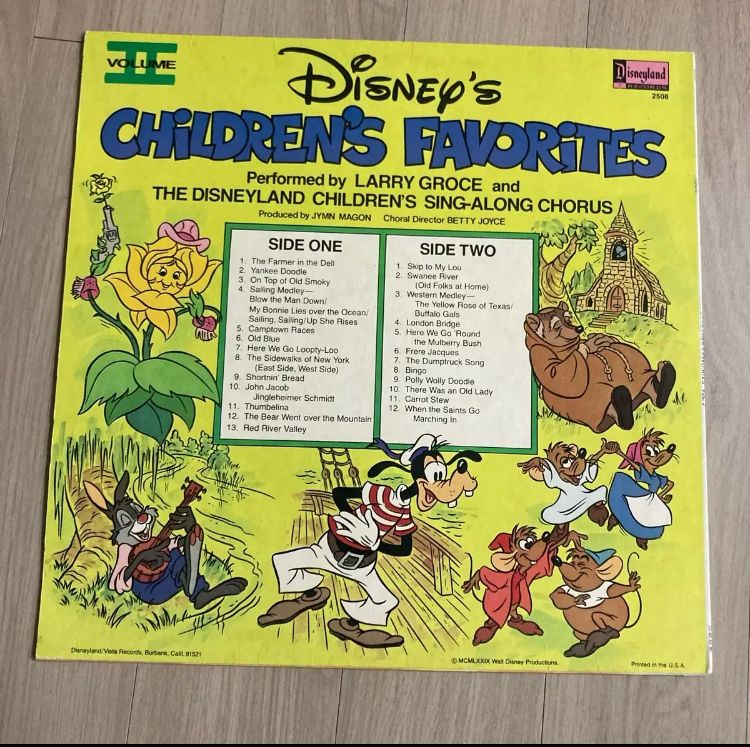 VOLUME II
Disney's
Disneyland
RECORDS
2508
CHiLDREN'S FAVORiTES
Performed by LARRY GROCE and
THE DISNEYLAND CHILDREN'S SING-ALONG CHORUS
Produced by JYMN MAGON Choral Director BETTY JOYCE
SIDE ONE
1. The Farmer in the Dell
2. Yankee Doodle
3. On Top of Old Smoky
4. Sailing Medley—
Blow the Man Down/
My Bonnie Lies over the Ocean/
Sailing, Sailing/Up She Rises
5. Camptown Races
6. Old Blue
7. Here We Go Loopty-Loo
8. The Sidewalks of New York
(East Side, West Side)
9. Shortnin' Bread
10. John Jacob
Jingleheimer Schmidt
11. Thumbelina
12. The Bear Went over the Mountain
13. Red River Valley
SIDE TWO
1. Skip to My Lou
2. Swanee River
(Old Folks at Home)
3. Western Medley—
The Yellow Rose of Texas/
Buffalo Gals
4. London Bridge
5. Here We Go 'Round
the Mulberry Bush
6. Frere Jacques
7. The Dumptruck Song
8. Bingo
9. Polly Wolly Doodle
10. There Was an Old Lady
11. Carrot Stew
12. When the Saints Go
Marching In
Disneyland/Vista Records, Burbank, Calif. 91521
© MCMLXXIX Walt Disney Productions.
Printed in the U.S.A.